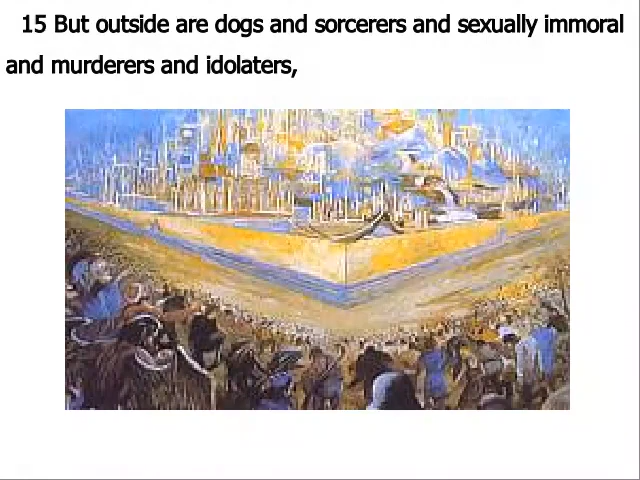 15 But outside are dogs and sorcerers and sexually immoral
and murderers and idolaters,